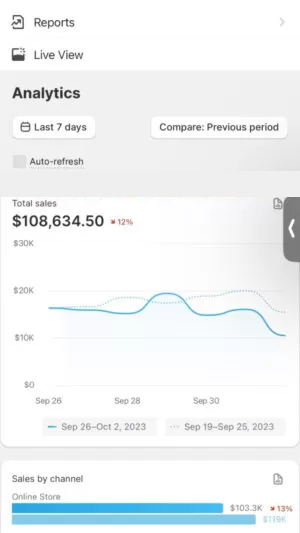 Reports
Live View
Analytics
Last 7 days
Compare: Previous period
Auto-refresh
Total sales
$108,634.50 12%
$30K
$20K
$10K
$0
Sep 26
Sep 28
Sep 30
Sep 26–Oct 2, 2023
Sep 19–Sep 25, 2023
Sales by channel
Online Store
$103.3K 13%
$119K